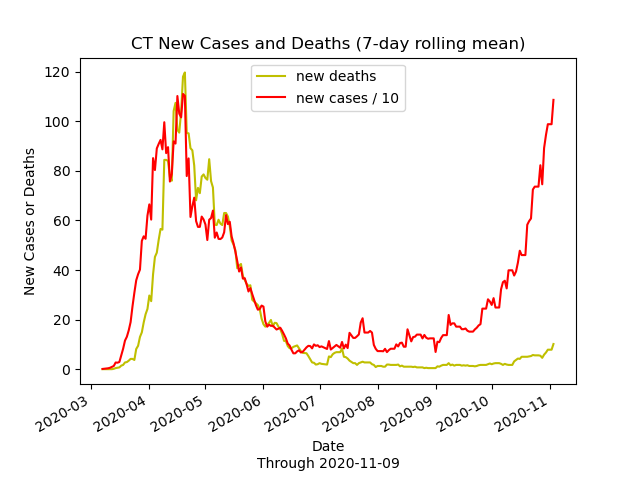 CT New Cases and Deaths (7-day rolling mean)
new deaths
new cases / 10
120
100
80
60
40
20
0
New Cases or Deaths
2020-03
2020-04
2020-05
2020-06
2020-07
2020-08
2020-09
2020-10
2020-11
Date
Through 2020-11-09